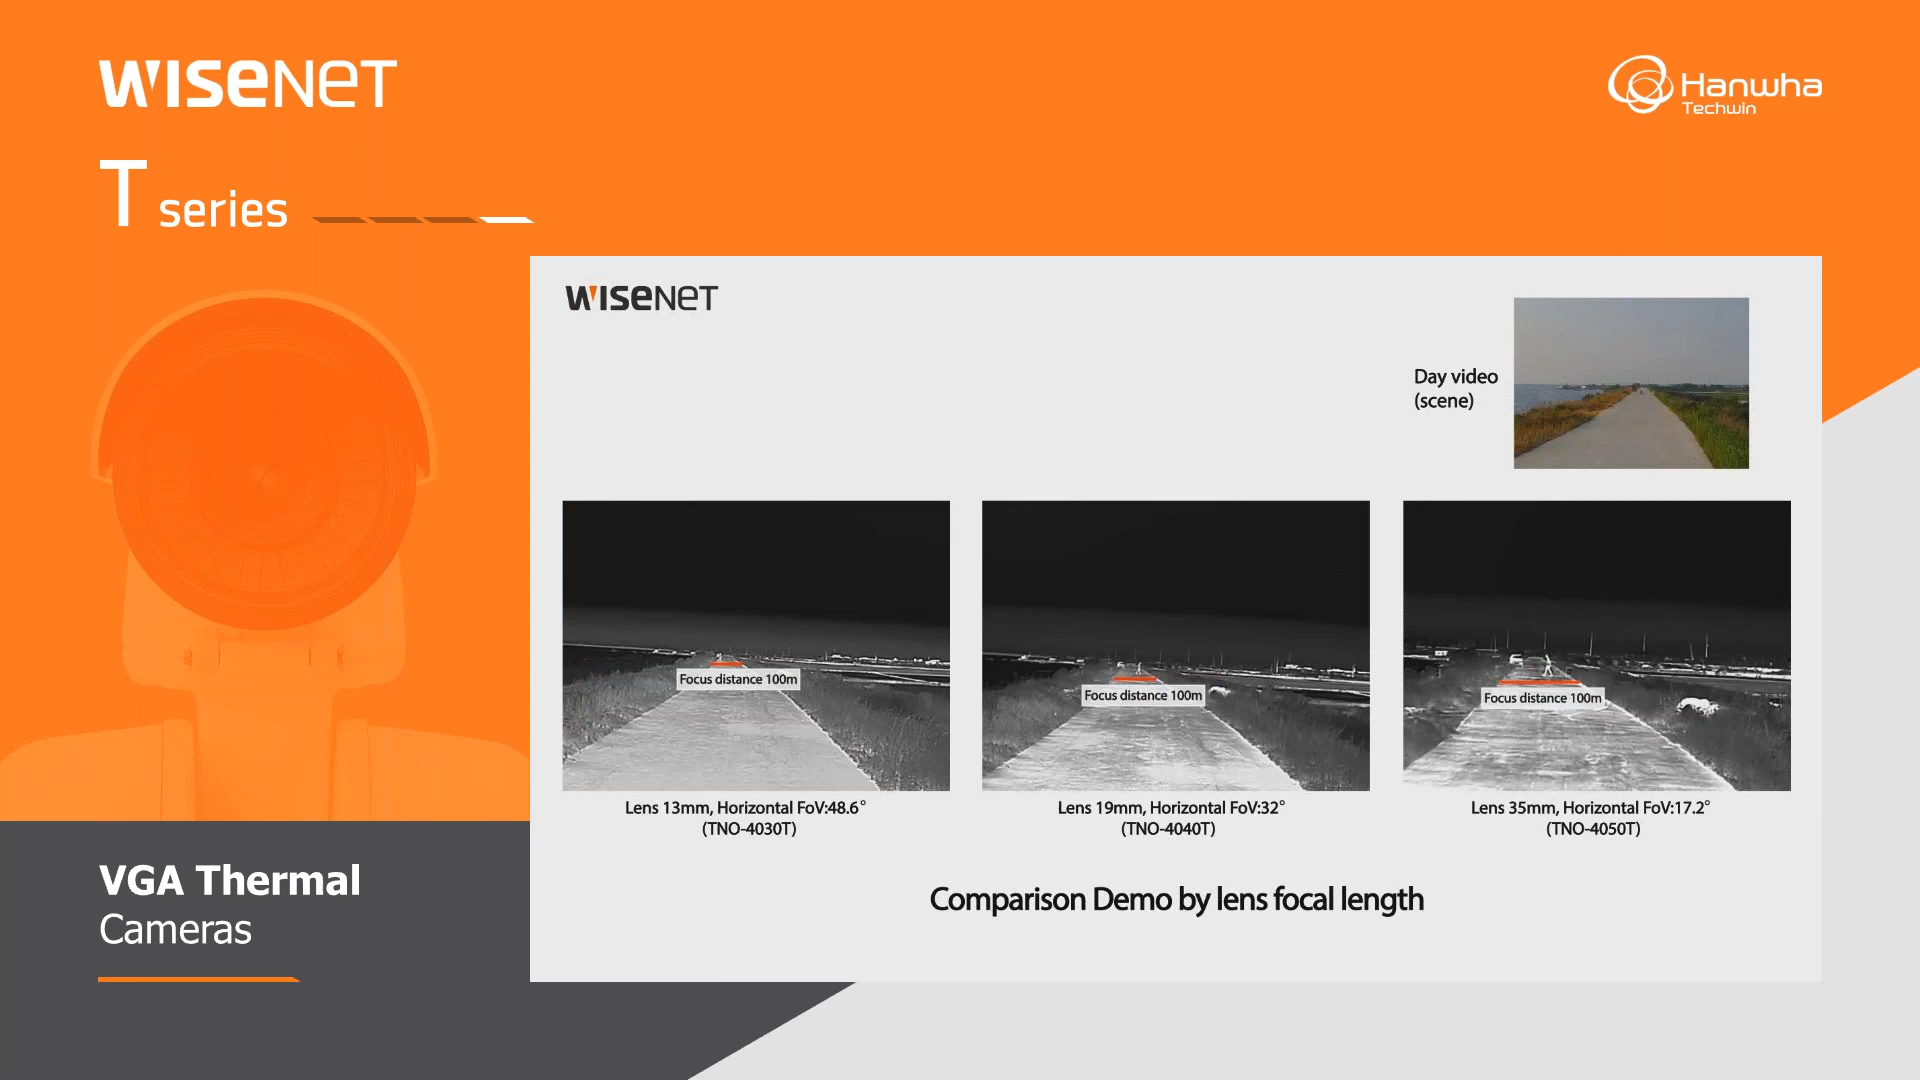 WISENET
Hanwha
Techwin
T series
WISENET
Day video
(scene)
Focus distance 100m
Focus distance 100m
Focus distance 100m
Lens 13mm, Horizontal FoV:48.6°
(TNO-4030T)
Lens 19mm, Horizontal FoV:32°
(TNO-4040T)
Lens 35mm, Horizontal FoV:17.2°
(TNO-4050T)
Comparison Demo by lens focal length
VGA Thermal
Cameras